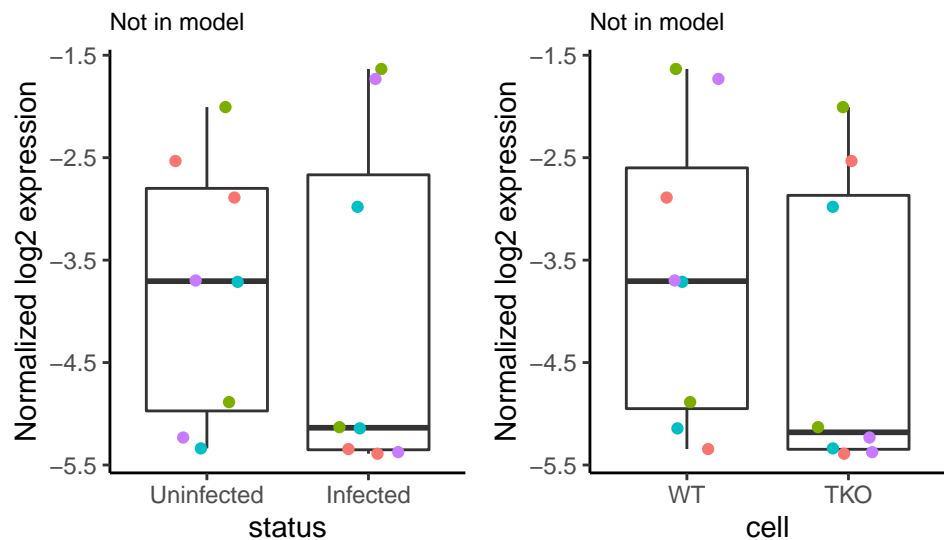 Not in model
Normalized log2 expression
−1.5
−2.5
−3.5
−4.5
−5.5
Uninfected Infected
status
Not in model
Normalized log2 expression
−1.5
−2.5
−3.5
−4.5
−5.5
WT TKO
cell